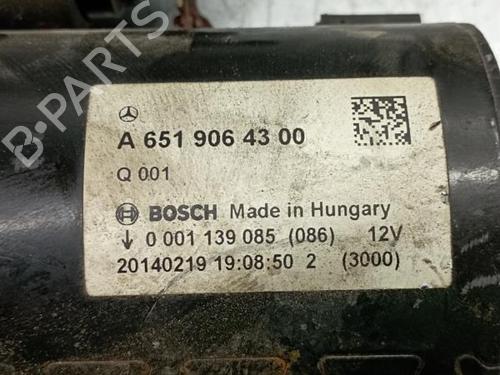 A 651 906 43 00
Q 001
BOSCH Made in Hungary
0 001 139 085 (086) 12V
20140219 19:08:50 2 (3000)